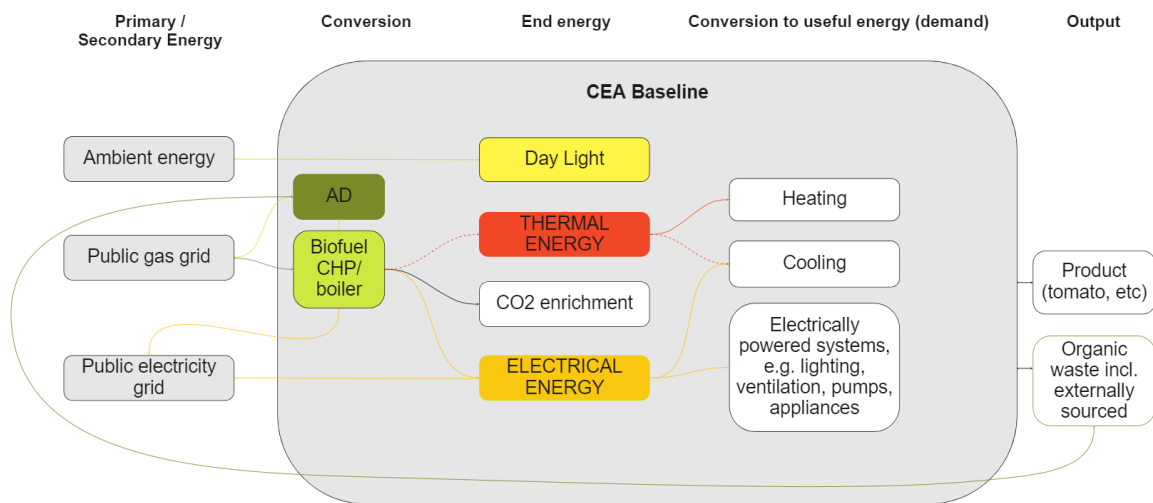 Primary /
Secondary Energy
Conversion
End energy
Conversion to useful energy (demand)
Output
CEA Baseline
Ambient energy
Day Light
AD
Heating
THERMAL
ENERGY
Public gas grid
Biofuel
CHP/
boiler
Cooling
CO2 enrichment
Product
(tomato, etc)
Public electricity
grid
ELECTRICAL
ENERGY
Electrically
powered systems,
e.g. lighting,
ventilation, pumps,
appliances
Organic
waste incl.
externally
sourced